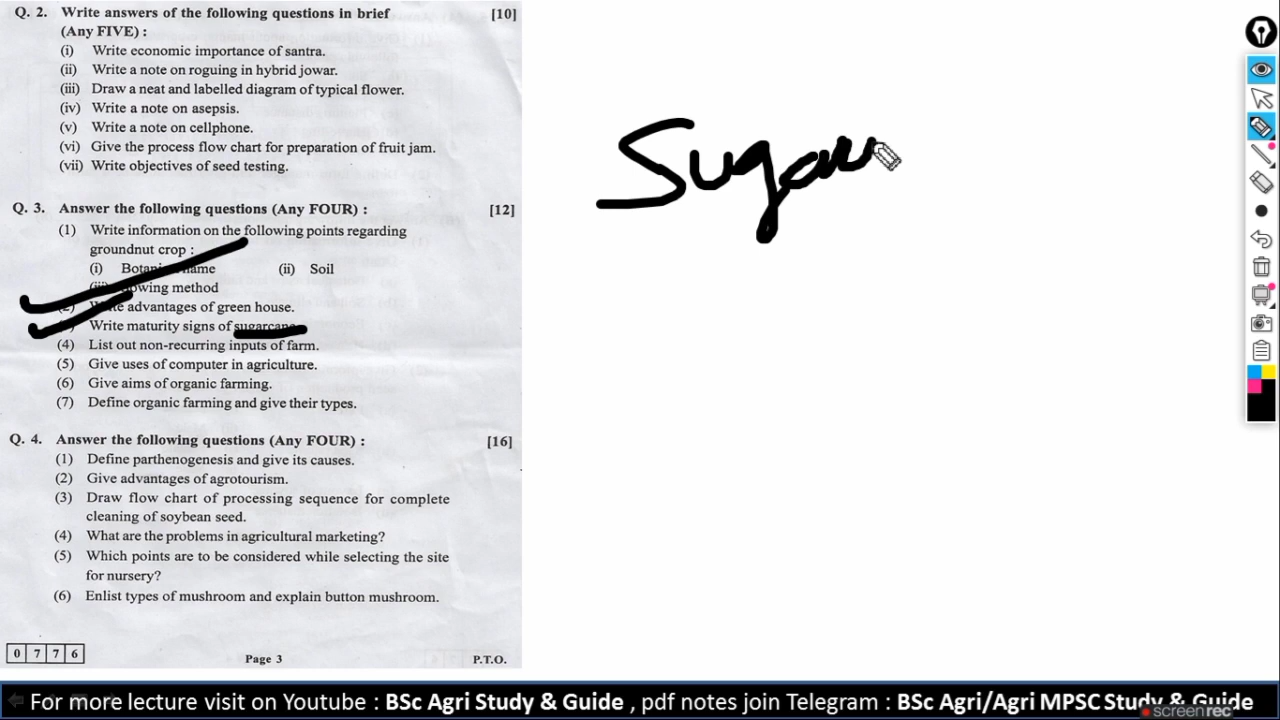 Q. 2. Write answers of the following questions in brief [10]
(Any FIVE) :
(i) Write economic importance of santra.
(ii) Write a note on roguing in hybrid jowar.
(iii) Draw a neat and labelled diagram of typical flower.
(iv) Write a note on asepsis.
(v) Write a note on cellphone.
(vi) Give the process flow chart for preparation of fruit jam.
(vii) Write objectives of seed testing.
Q. 3. Answer the following questions (Any FOUR) : [12]
(1) Write information on the following points regarding
groundnut crop :
(i) Botanical name (ii) Soil
method
advantages of green house.
Write maturity signs of sugarcane
(4) List out non-recurring inputs of farm.
(5) Give uses of computer in agriculture.
(6) Give aims of organic farming.
(7) Define organic farming and give their types.
Q. 4. Answer the following questions (Any FOUR) : [16]
(1) Define parthenogenesis and give its causes.
(2) Give advantages of agrotourism.
(3) Draw flow chart of processing sequence for complete
cleaning of soybean seed.
(4) What are the problems in agricultural marketing?
(5) Which points are to be considered while selecting the site
for nursery?
(6) Enlist types of mushroom and explain button mushroom.
0 7 7 6 Page 3 P.T.O.
Sugar
For more lecture visit on Youtube : BSc Agri Study & Guide , pdf notes join Telegram : BSc Agri/Agri MPSC Study & Guide
screenrec